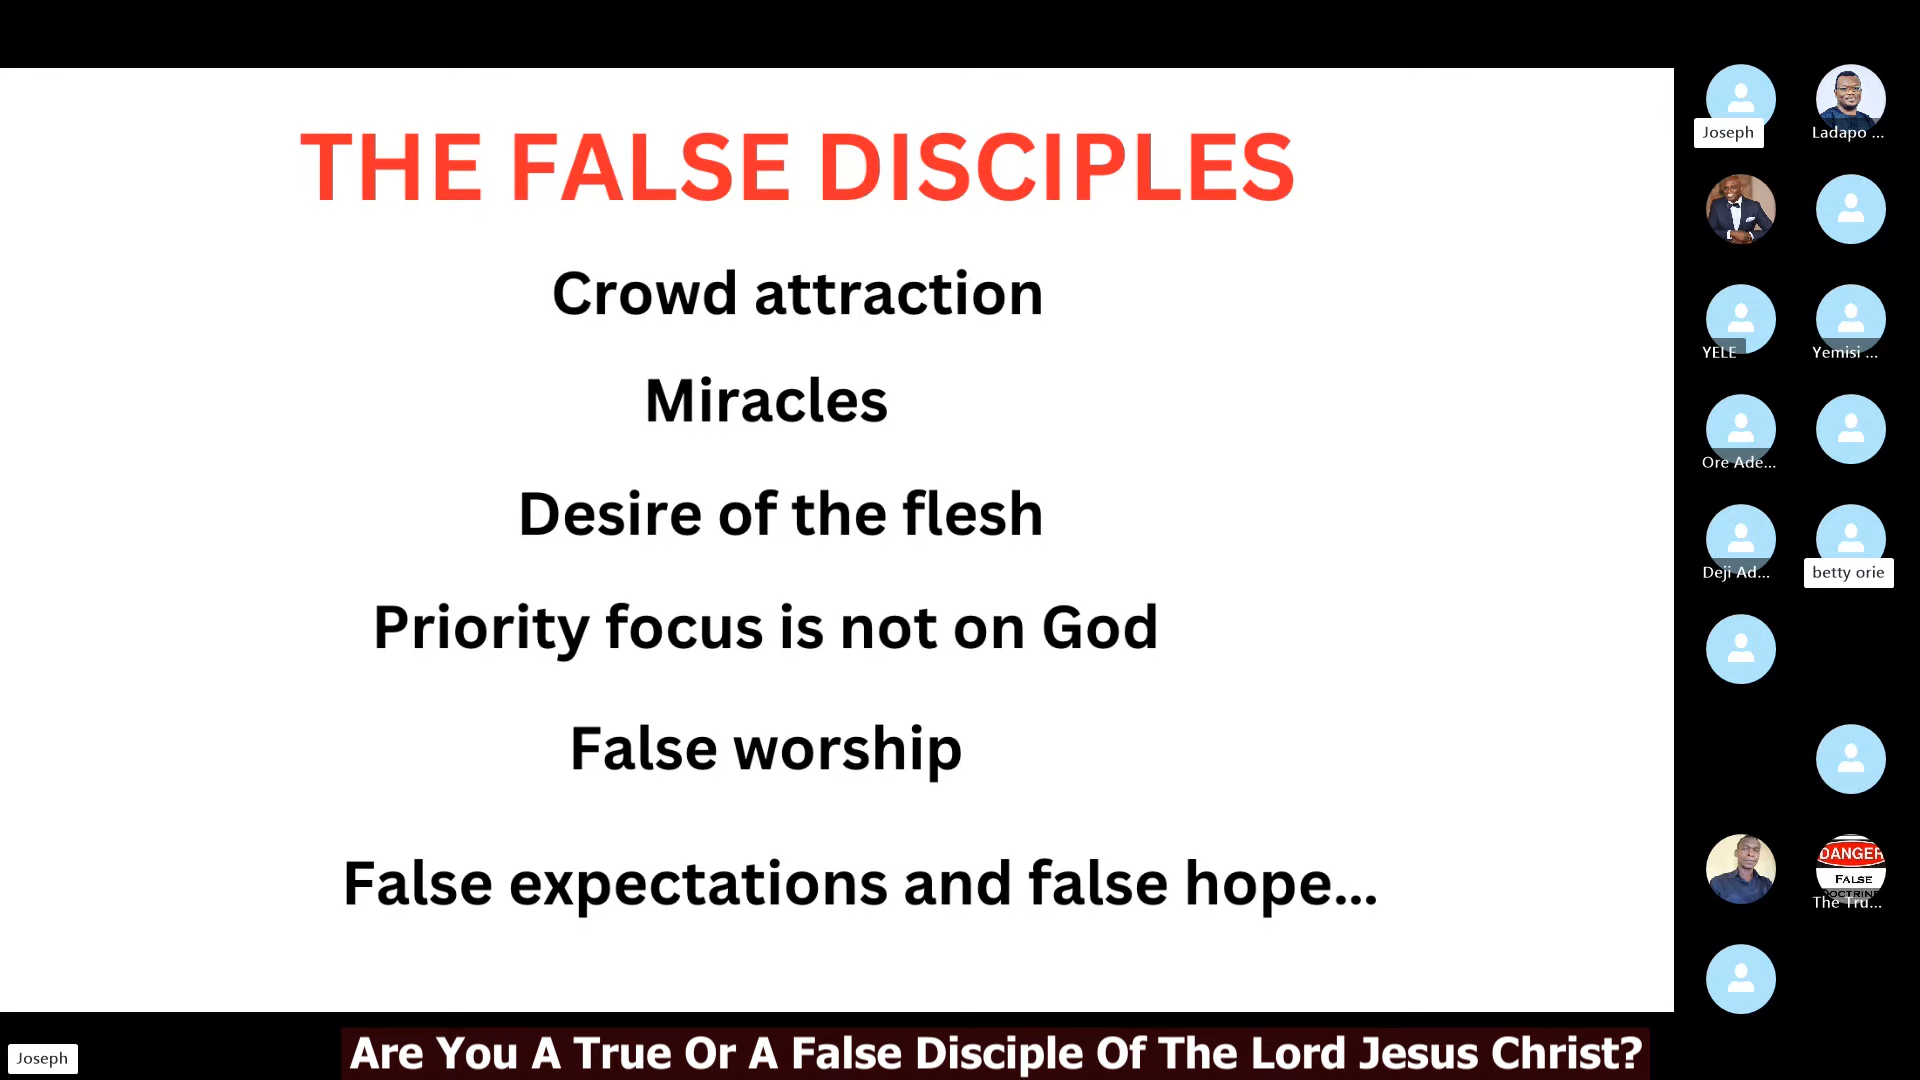 THE FALSE DISCIPLES
Crowd attraction
Miracles
Desire of the flesh
Priority focus is not on God
False worship
False expectations and false hope...
Joseph
Ladapo ...
YELE
Yemisi ...
Ore Ade...
Deji Ad...
betty orie
DANGER
FALSE
DOCTRINE
The Tru...
Joseph
Are You A True Or A False Disciple Of The Lord Jesus Christ?